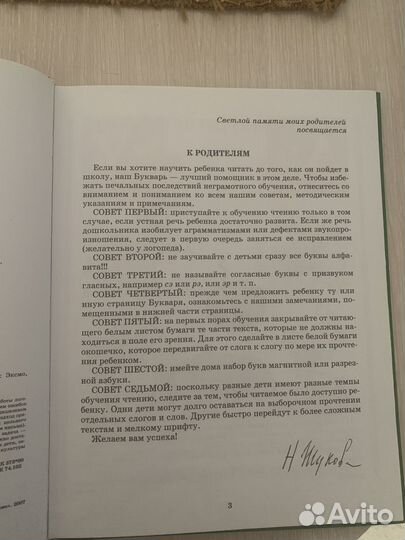 Светлой памяти моих родителей
посвящается
К РОДИТЕЛЯМ
Если вы хотите научить ребенка читать до того, как он пойдет в
школу, наш Букварь — лучший помощник в этом деле. Чтобы избе-
жать печальных последствий неграмотного обучения, отнеситесь со
вниманием и пониманием ко всем нашим советам, методическим
указаниям и примечаниям.
СОВЕТ ПЕРВЫЙ: приступайте к обучению чтению только в том
случае, если устная речь ребенка достаточно развита. Если же речь
дошкольника изобилует аграмматизмами или дефектами звукопро-
изношения, следует в первую очередь заняться ее исправлением
(желательно у логопеда).
СОВЕТ ВТОРОЙ: не заучивайте с детьми сразу все буквы алфа-
вита!!!
СОВЕТ ТРЕТИЙ: не называйте согласные буквы с призвуком
гласных, например сэ или рэ, или эр и т. п.
СОВЕТ ЧЕТВЕРТЫЙ: прежде чем предложить ребенку ту или
иную страницу Букваря, ознакомьтесь с нашими замечаниями, по-
мещенными в нижней части страницы.
СОВЕТ ПЯТЫЙ: на первых порах обучения закрывайте от читаю-
щего белым листом бумаги те части текста, которые не должны на-
ходиться в поле его зрения. Для этого сделайте в листе белой бумаги
окошечко, которое передвигайте от слога к слогу по мере их прочте-
ния ребенком.
СОВЕТ ШЕСТОЙ: имейте дома набор букв магнитной или разрез-
ной азбуки.
СОВЕТ СЕДЬМОЙ: поскольку разные дети имеют разные темпы
обучения чтению, следите за тем, чтобы читаемое было доступно ре-
бенку. Одни дети могут долго оставаться на выборочном прочтении
отдельных слогов и слов. Другие быстро перейдут к более сложным
текстам и мелкому шрифту.
Желаем вам успеха!
Н Жукова
3
Avito